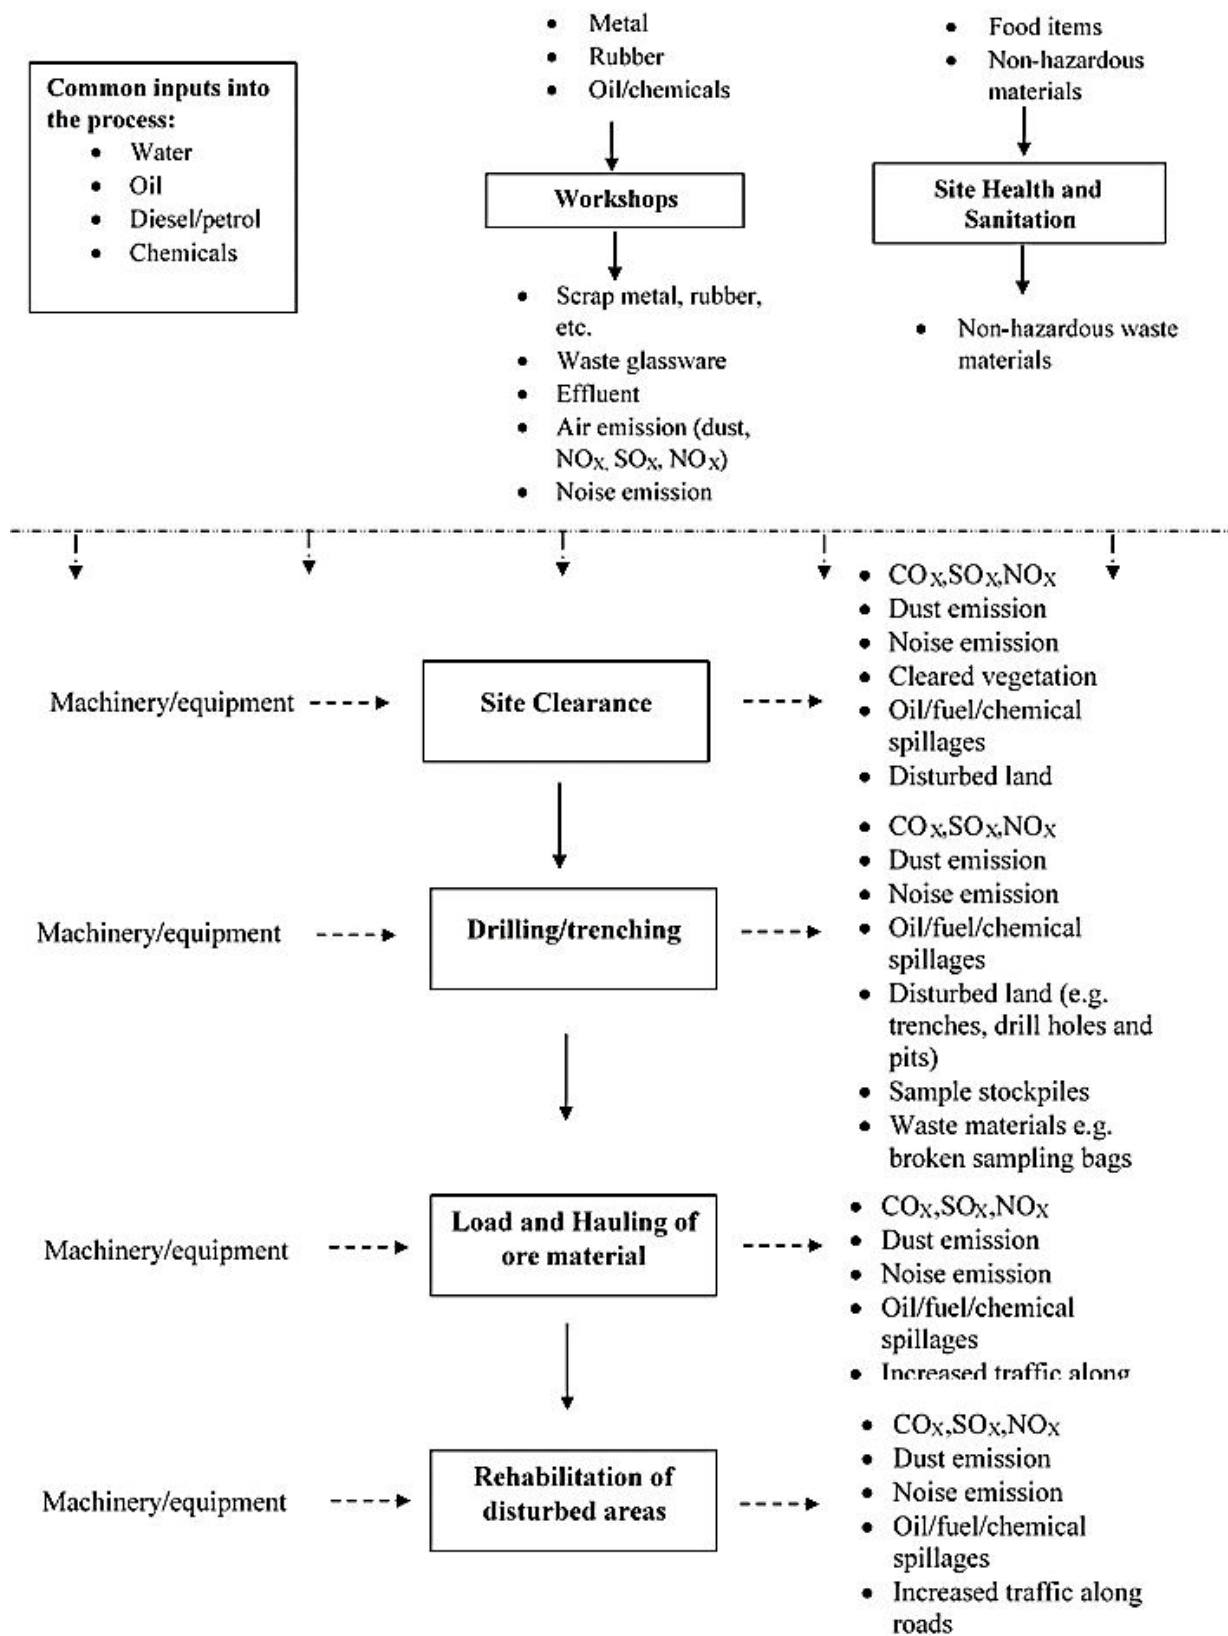 Common inputs into
the process:
• Water
• Oil
• Diesel/petrol
• Chemicals
• Metal
• Rubber
• Oil/chemicals
Workshops
• Scrap metal, rubber,
etc.
• Waste glassware
• Effluent
• Air emission (dust,
NOX, SOX, NOX)
• Noise emission
• Food items
• Non-hazardous
materials
Site Health and
Sanitation
• Non-hazardous waste
materials
Machinery/equipment
Site Clearance
• COX,SOX,NOX
• Dust emission
• Noise emission
• Cleared vegetation
• Oil/fuel/chemical
spillages
• Disturbed land
Machinery/equipment
Drilling/trenching
• COX,SOX,NOX
• Dust emission
• Noise emission
• Oil/fuel/chemical
spillages
• Disturbed land (e.g.
trenches, drill holes and
pits)
• Sample stockpiles
• Waste materials e.g.
broken sampling bags
Machinery/equipment
Load and Hauling of
ore material
• COX,SOX,NOX
• Dust emission
• Noise emission
• Oil/fuel/chemical
spillages
• Increased traffic along
Machinery/equipment
Rehabilitation of
disturbed areas
• COX,SOX,NOX
• Dust emission
• Noise emission
• Oil/fuel/chemical
spillages
• Increased traffic along
roads